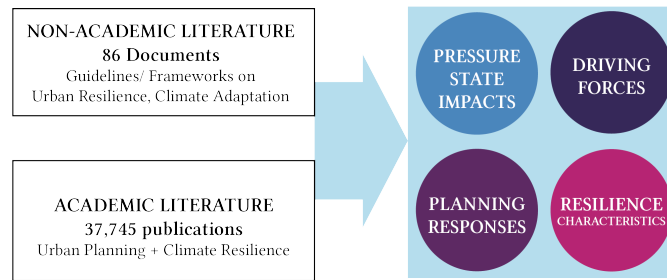 NON-ACADEMIC LITERATURE
86 Documents
Guidelines/ Frameworks on
Urban Resilience, Climate Adaptation
ACADEMIC LITERATURE
37,745 publications
Urban Planning + Climate Resilience
PRESSURE
STATE
IMPACTS
DRIVING
FORCES
PLANNING
RESPONSES
RESILIENCE
CHARACTERISTICS